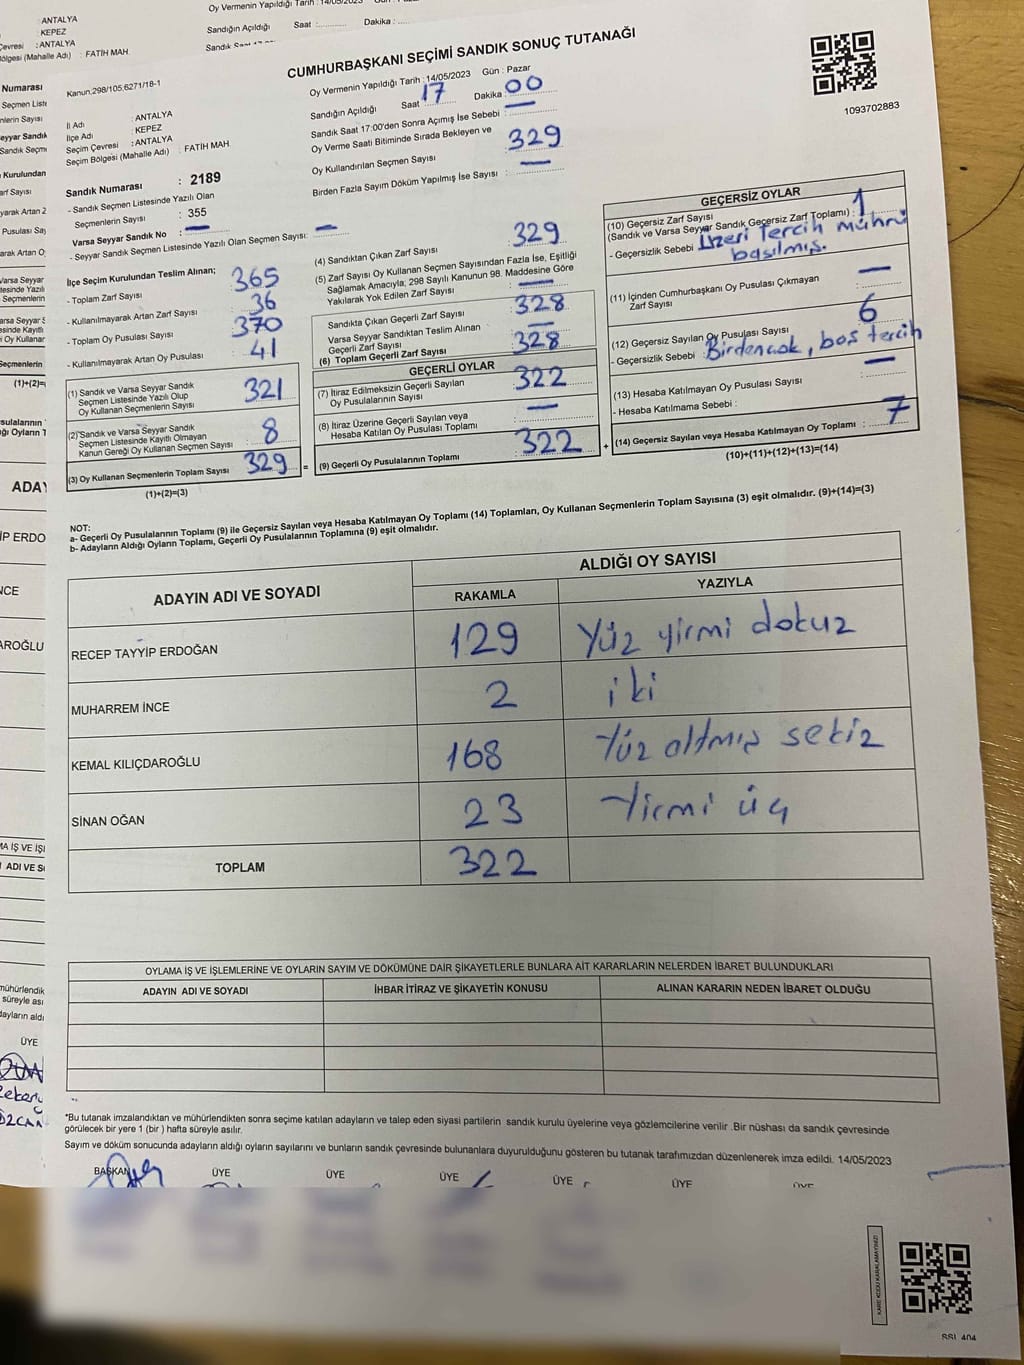 CUMHURBAŞKANI SEÇİMİ SANDIK SONUÇ TUTANAĞI
Kanun.298/105;6271/18-1
1093702883
İl Adı : ANTALYA
İlçe Adı : KEPEZ
Seçim Çevresi : ANTALYA
Seçim Bölgesi (Mahalle Adı) : FATİH MAH
Sandık Numarası : 2189
- Sandık Seçmen Listesinde Yazılı Olan
Seçmenlerin Sayısı : 355
Varsa Seyyar Sandık No : —
- Seyyar Sandık Seçmen Listesinde Yazılı Olan Seçmen Sayısı: —
Oy Vermenin Yapıldığı Tarih : 14/05/2023 Gün : Pazar
Sandığın Açıldığı Saat : 17 Dakika : 00
Sandık Saat 17:00'den Sonra Açımış İse Sebebi : —
Oy Verme Saati Bitiminde Sırada Bekleyen ve
Oy Kullandırılan Seçmen Sayısı : 329
Birden Fazla Sayım Döküm Yapılmış İse Sayısı : —
İlçe Seçim Kurulundan Teslim Alınan;
- Toplam Zarf Sayısı : 365
- Kullanılmayarak Artan Zarf Sayısı : 36
- Toplam Oy Pusulası Sayısı : 370
- Kullanılmayarak Artan Oy Pusulası : 41
(1) Sandık ve Varsa Seyyar Sandık
Seçmen Listesinde Yazılı Olup
Oy Kullanan Seçmenlerin Sayısı : 321
(2) Sandık ve Varsa Seyyar Sandık
Seçmen Listesinde Kayıtlı Olmayan
Kanun Gereği Oy Kullanan Seçmen Sayısı : 8
(3) Oy Kullanan Seçmenlerin Toplam Sayısı : 329
(1)+(2)=(3)
(4) Sandıktan Çıkan Zarf Sayısı : 329
(5) Zarf Sayısı Oy Kullanan Seçmen Sayısından Fazla İse, Eşitliği
Sağlamak Amacıyla; 298 Sayılı Kanunun 98. Maddesine Göre
Yakılarak Yok Edilen Zarf Sayısı : —
Sandıkta Çıkan Geçerli Zarf Sayısı : 328
Varsa Seyyar Sandıktan Teslim Alınan
Geçerli Zarf Sayısı : —
(6) Toplam Geçerli Zarf Sayısı : 328
GEÇERLİ OYLAR
(7) İtiraz Edilmeksizin Geçerli Sayılan
Oy Pusulalarının Sayısı : 322
(8) İtiraz Üzerine Geçerli Sayılan veya
Hesaba Katılan Oy Pusulası Toplamı : —
(9) Geçerli Oy Pusulalarının Toplamı : 322
GEÇERSİZ OYLAR
(10) Geçersiz Zarf Sayısı
(Sandık ve Varsa Seyyar Sandık Geçersiz Zarf Toplamı) : 1
- Geçersizlik Sebebi : Üzeri Tercih mührü
basılmış.
(11) İçinden Cumhurbaşkanı Oy Pusulası Çıkmayan
Zarf Sayısı : —
(12) Geçersiz Sayılan Oy Pusulası Sayısı : 6
- Geçersizlik Sebebi : Birdençok, boş tercih
(13) Hesaba Katılmayan Oy Pusulası Sayısı : —
- Hesaba Katılmama Sebebi :
(14) Geçersiz Sayılan veya Hesaba Katılmayan Oy Toplamı : 7
(10)+(11)+(12)+(13)=(14)
NOT:
a- Geçerli Oy Pusulalarının Toplamı (9) ile Geçersiz Sayılan veya Hesaba Katılmayan Oy Toplamı (14) Toplamları, Oy Kullanan Seçmenlerin Toplam Sayısına (3) eşit olmalıdır. (9)+(14)=(3)
b- Adayların Aldığı Oyların Toplamı, Geçerli Oy Pusulalarının Toplamına (9) eşit olmalıdır.
ADAYIN ADI VE SOYADI
ALDIĞI OY SAYISI
RAKAMLA YAZIYLA
RECEP TAYYİP ERDOĞAN 129 Yüz yirmi dokuz
MUHARREM İNCE 2 iki
KEMAL KILIÇDAROĞLU 168 Yüz altmış sekiz
SİNAN OĞAN 23 Yirmi üç
TOPLAM 322
OYLAMA İŞ VE İŞLEMLERİNE VE OYLARIN SAYIM VE DÖKÜMÜNE DAİR ŞİKAYETLERLE BUNLARA AİT KARARLARIN NELERDEN İBARET BULUNDUKLARI
ADAYIN ADI VE SOYADI İHBAR İTİRAZ VE ŞİKAYETİN KONUSU ALINAN KARARIN NEDEN İBARET OLDUĞU
*Bu tutanak imzalandıktan ve mühürlendikten sonra seçime katılan adayların ve talep eden siyasi partilerin sandık kurulu üyelerine veya gözlemcilerine verilir .Bir nüshası da sandık çevresinde
görülecek bir yere 1 (bir ) hafta süreyle asılır.
Sayım ve döküm sonucunda adayların aldığı oyların sayılarını ve bunların sandık çevresinde bulunanlara duyurulduğunu gösteren bu tutanak tarafımızdan düzenlenerek imza edildi. 14/05/2023
BAŞKAN ÜYE ÜYE ÜYE ÜYE ÜYE ÜYE
KARE KODU KARALAMAYINIZ!